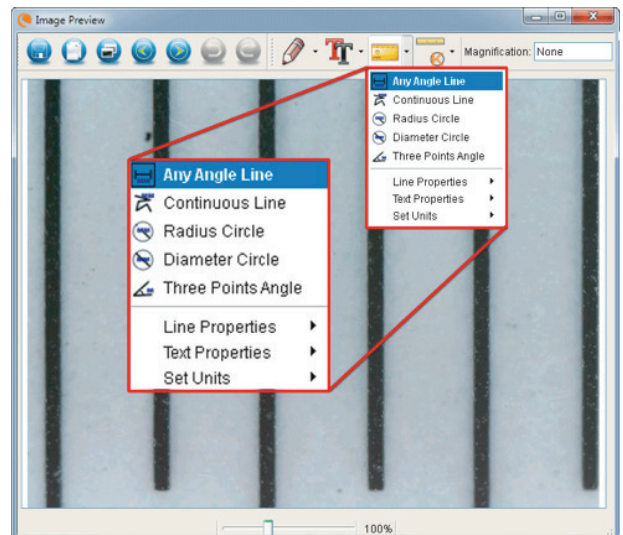 Image Preview
Magnification: None
Any Angle Line
Continuous Line
Radius Circle
Diameter Circle
Three Points Angle
Line Properties
Text Properties
Set Units
Any Angle Line
Continuous Line
Radius Circle
Diameter Circle
Three Points Angle
Line Properties
Text Properties
Set Units
100%